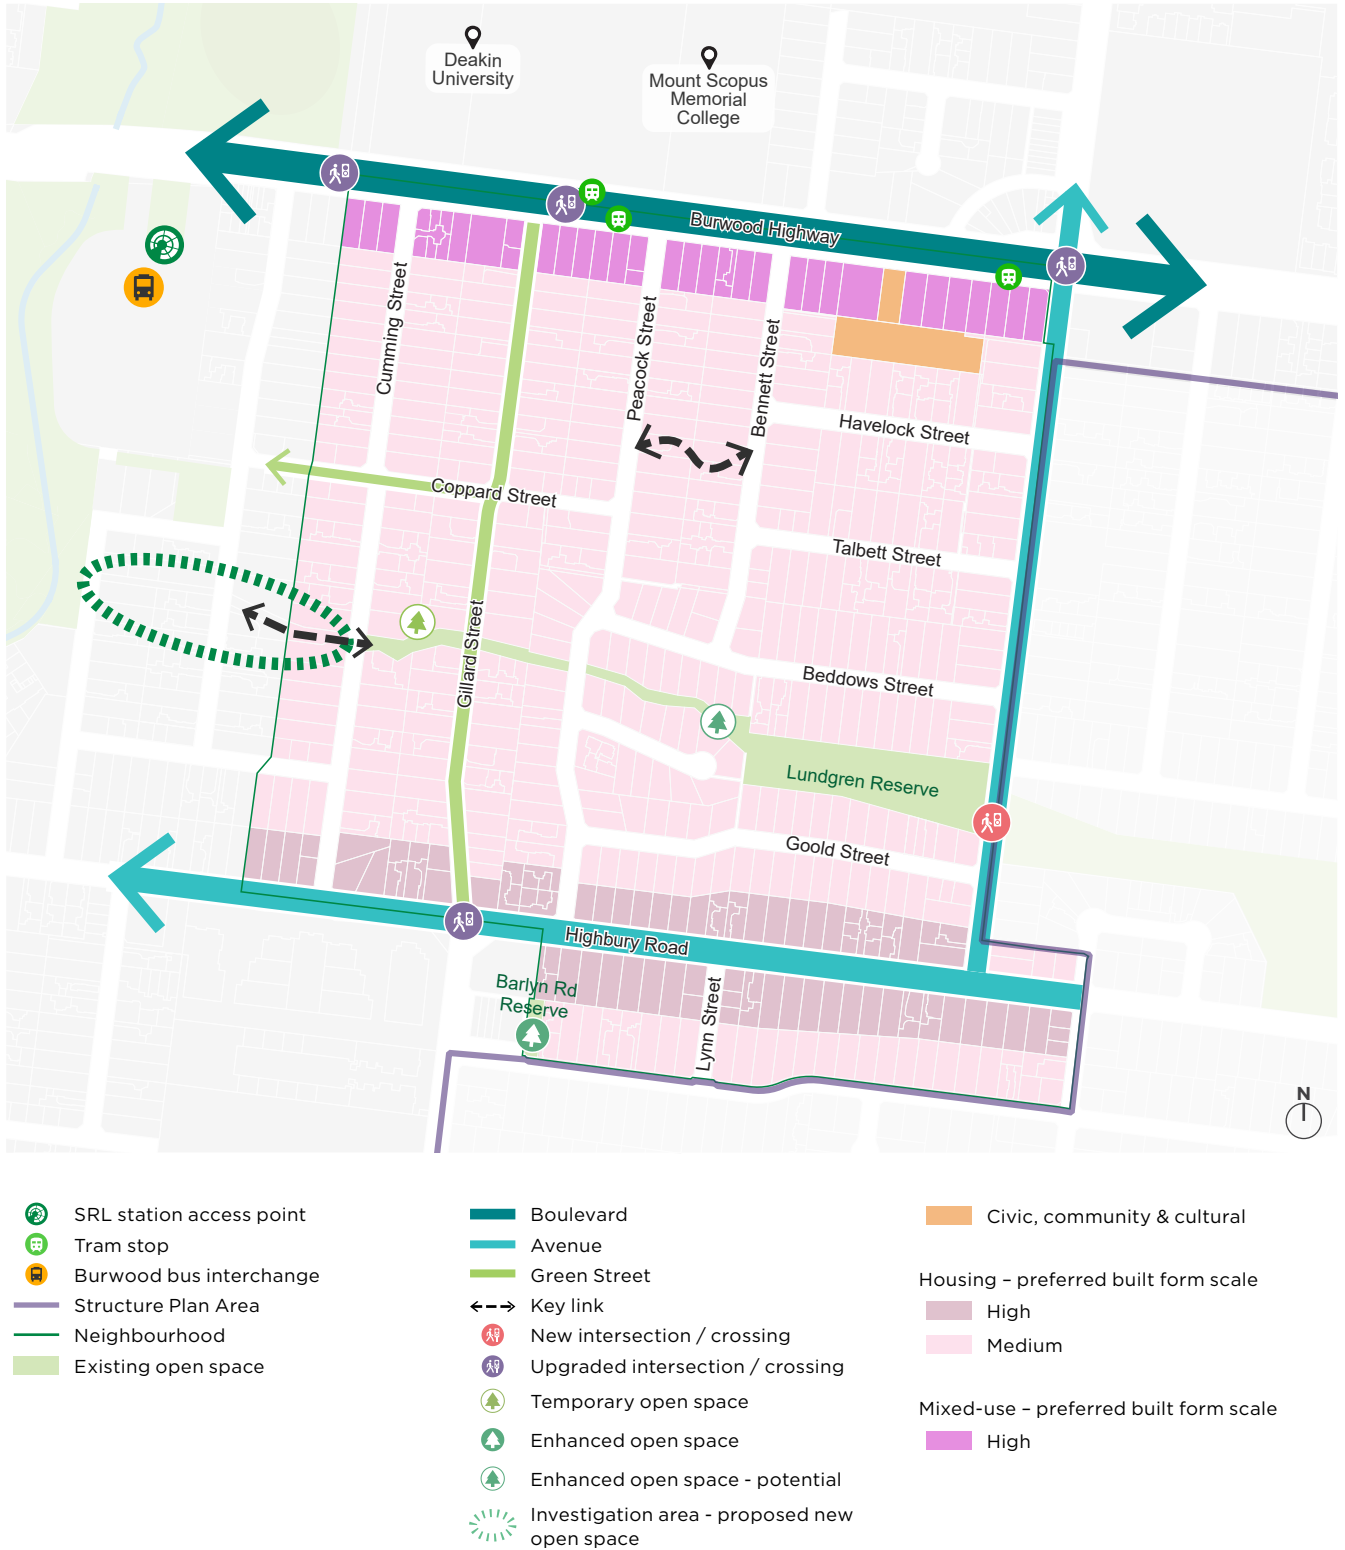 Deakin
University
Mount Scopus
Memorial
College
Burwood Highway
Cumming Street
Peacock Street
Bennett Street
Havelock Street
Coppard Street
Talbett Street
Gillard Street
Beddows Street
Lundgren Reserve
Goold Street
Highbury Road
Barlyn Rd
Reserve
Lynn Street
N
SRL station access point
Tram stop
Burwood bus interchange
Structure Plan Area
Neighbourhood
Existing open space
Boulevard
Avenue
Green Street
Key link
New intersection / crossing
Upgraded intersection / crossing
Temporary open space
Enhanced open space
Enhanced open space - potential
Investigation area - proposed new
open space
Civic, community & cultural
Housing – preferred built form scale
High
Medium
Mixed-use – preferred built form scale
High